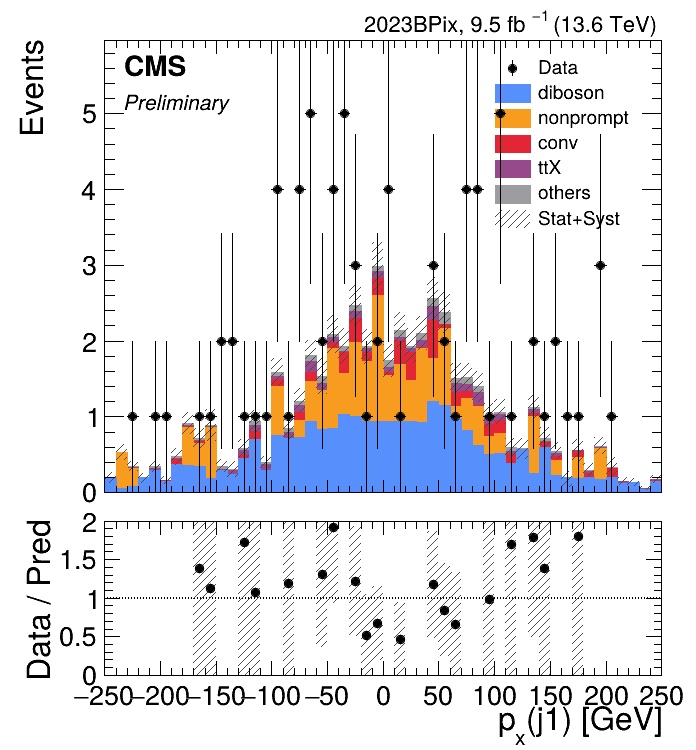 2023BPix, 9.5 fb⁻¹ (13.6 TeV)
CMS
Preliminary
Events
Data
diboson
nonprompt
conv
ttX
others
Stat+Syst
5
4
3
2
1
0
Data / Pred
2
1.5
1
0.5
0
−250 −200 −150 −100 −50 0 50 100 150 200 250
pₓ(j1) [GeV]